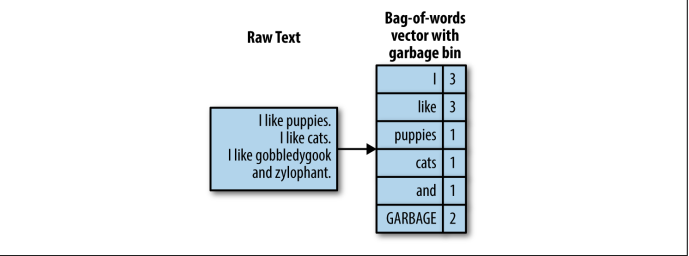 Raw Text
Bag-of-words
vector with
garbage bin
I like puppies.
I like cats.
I like gobbledygook
and zylophant.
I 3
like 3
puppies 1
cats 1
and 1
GARBAGE 2